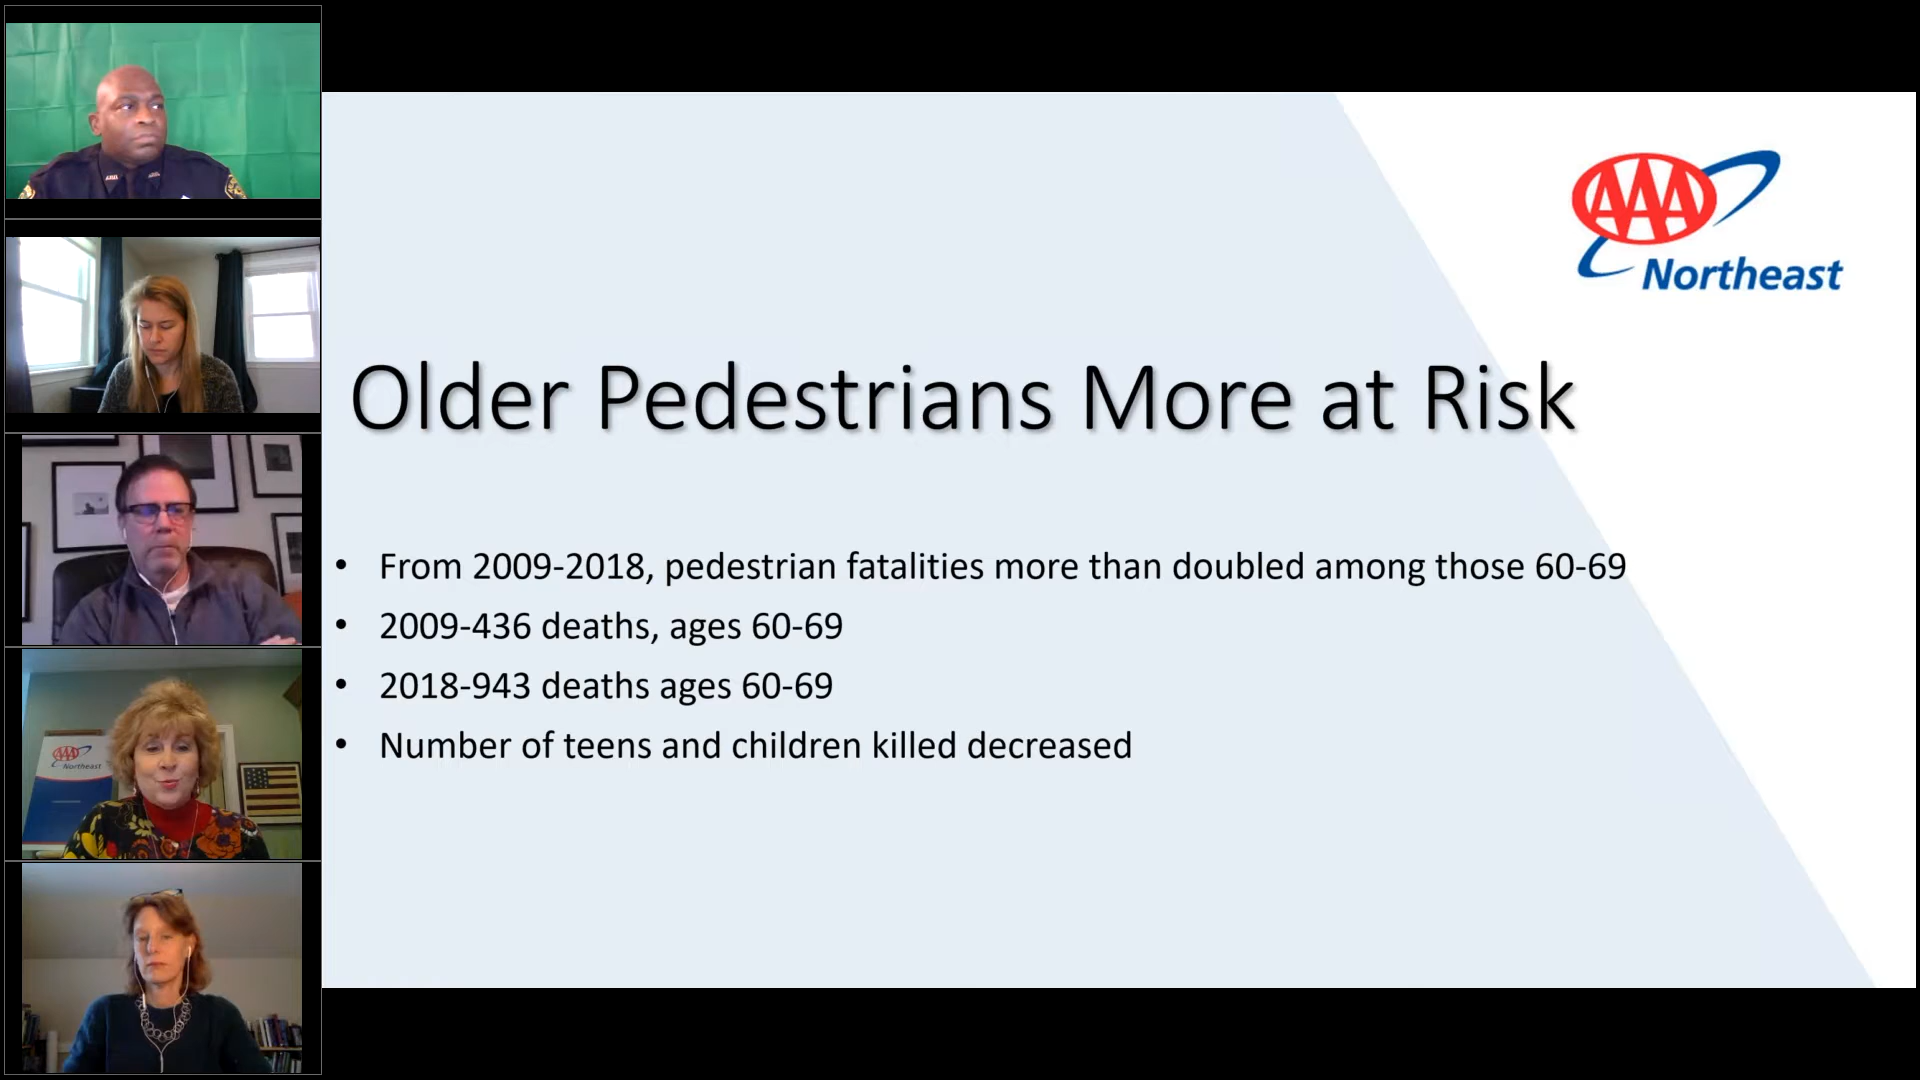 AAA
Northeast
Older Pedestrians More at Risk
• From 2009-2018, pedestrian fatalities more than doubled among those 60-69
• 2009-436 deaths, ages 60-69
• 2018-943 deaths ages 60-69
• Number of teens and children killed decreased
AAA
Northeast